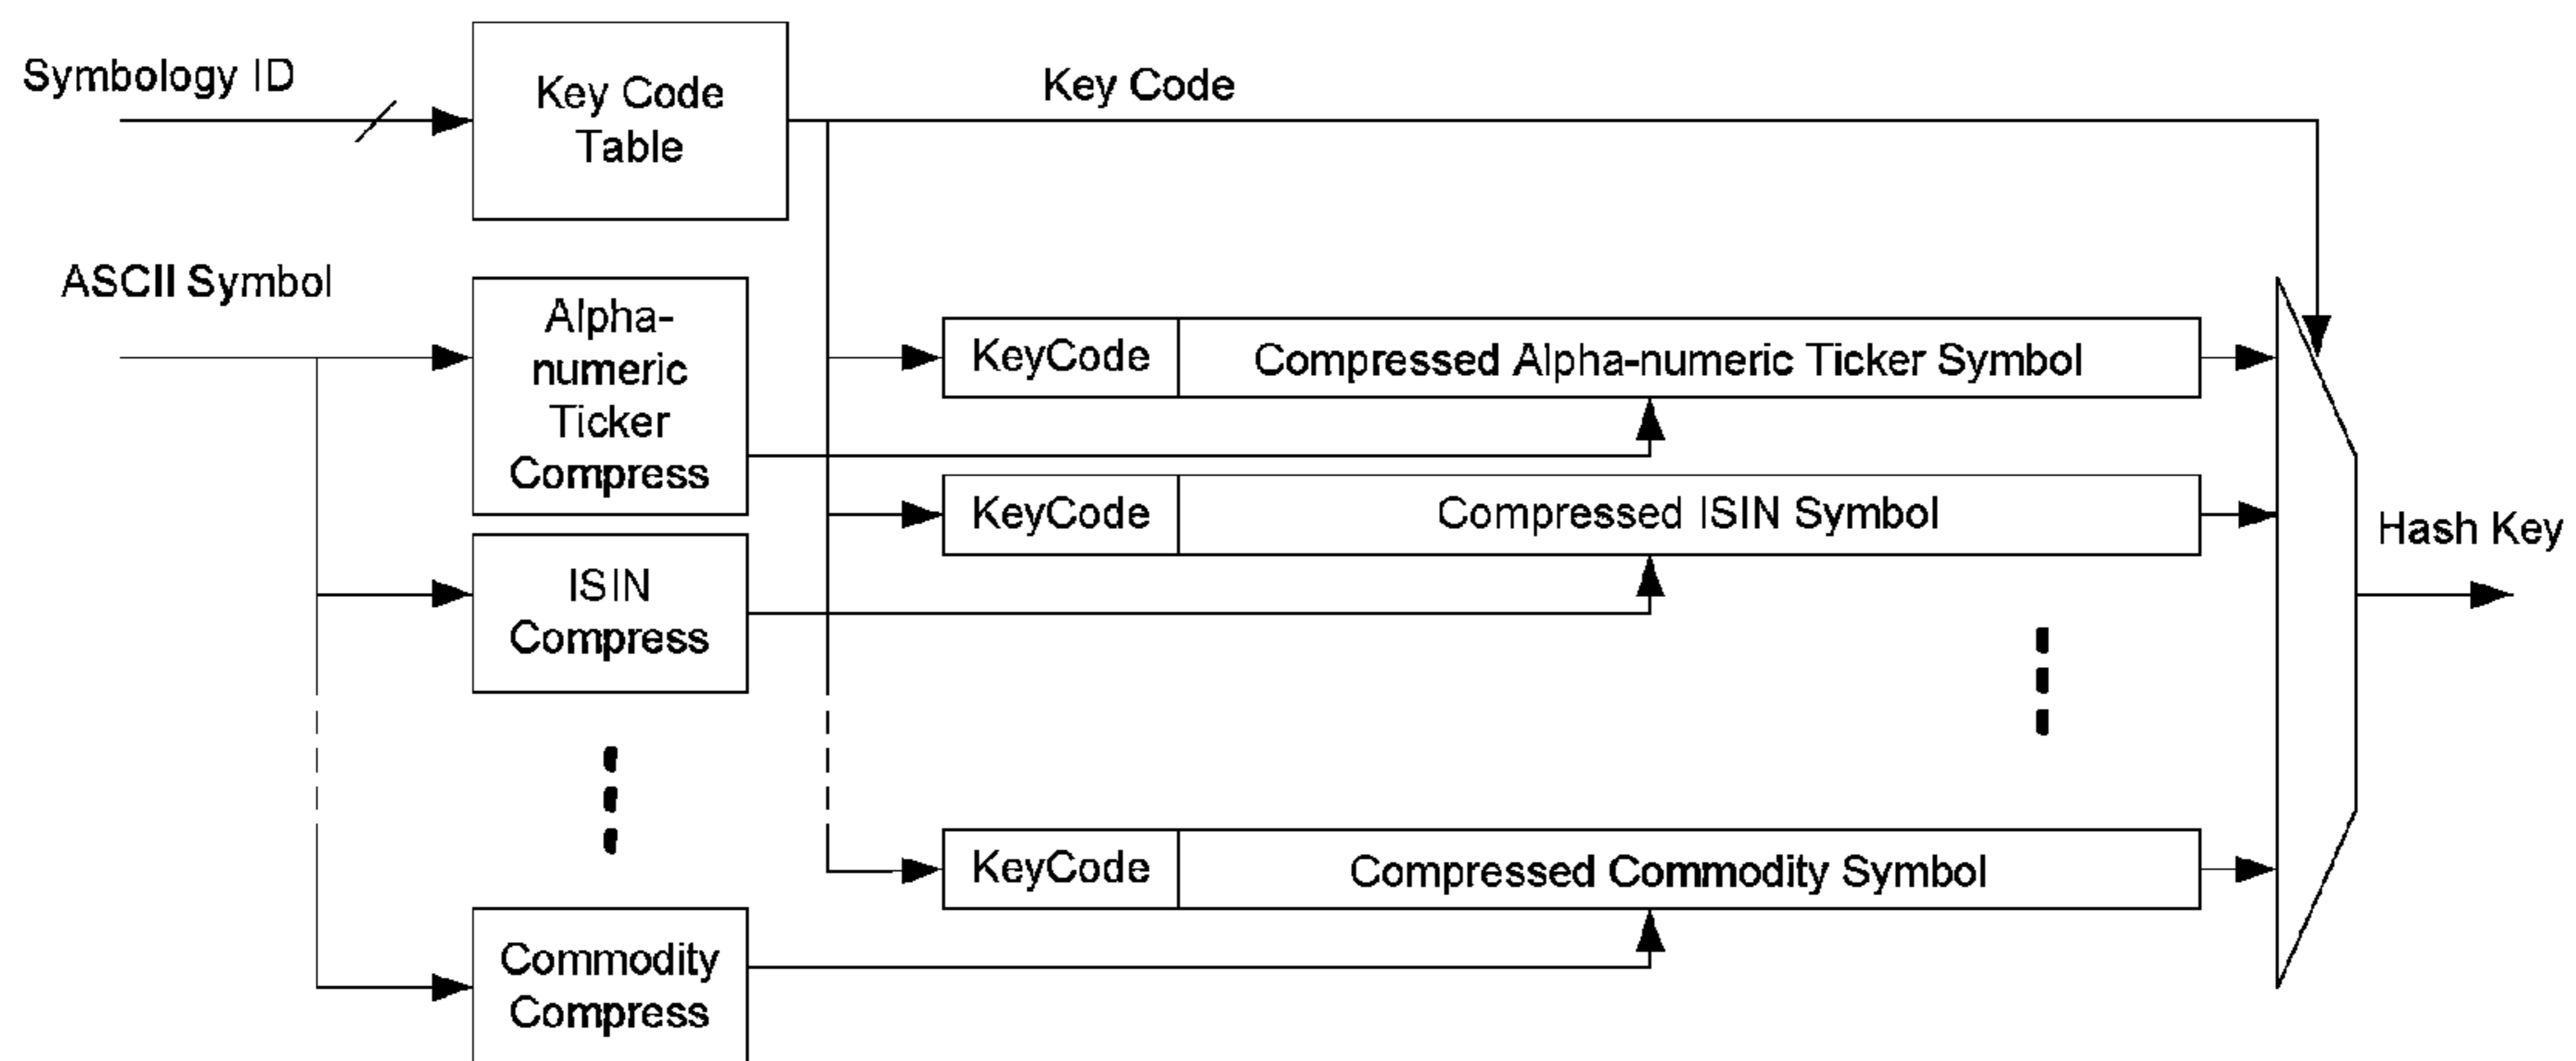 Symbology ID
Key Code
Table
Key Code
ASCII Symbol
Alpha-
numeric
Ticker
Compress
KeyCode
Compressed Alpha-numeric Ticker Symbol
KeyCode
Compressed ISIN Symbol
Hash Key
ISIN
Compress
KeyCode
Compressed Commodity Symbol
Commodity
Compress